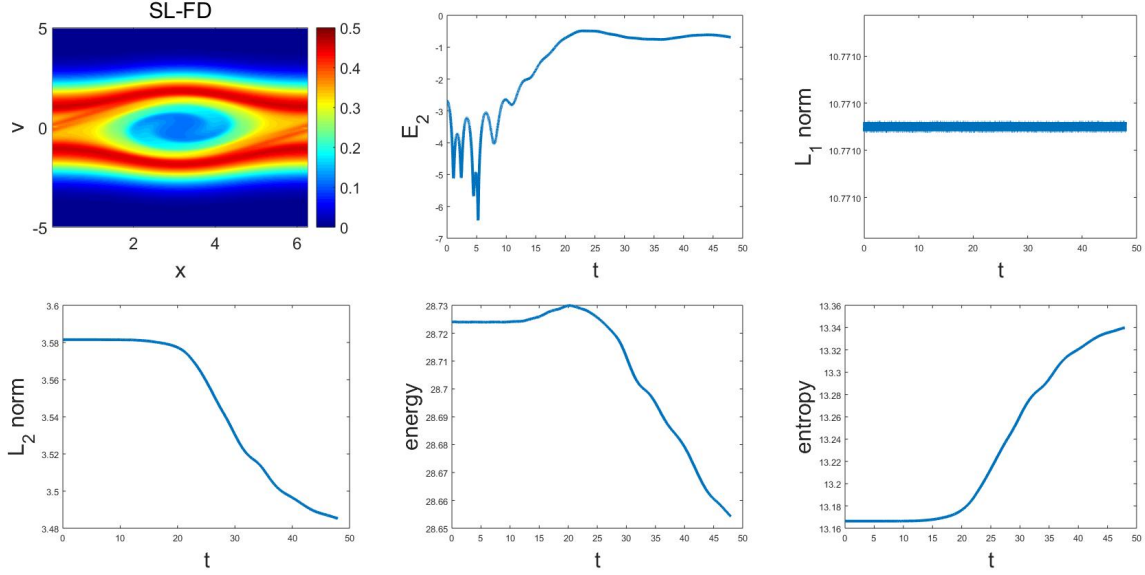 SL-FD
5
0
-5
v
2
4
6
x
0.5
0.4
0.3
0.2
0.1
0
0
-1
-2
-3
-4
-5
-6
-7
E2
0 5 10 15 20 25 30 35 40 45 50
t
10.7710
10.7710
10.7710
10.7710
L1 norm
0 10 20 30 40 50
t
3.6
3.58
3.56
3.54
3.52
3.5
3.48
L2 norm
0 10 20 30 40 50
t
28.73
28.72
28.71
28.7
28.69
28.68
28.67
28.66
28.65
energy
0 5 10 15 20 25 30 35 40 45 50
t
13.36
13.34
13.32
13.3
13.28
13.26
13.24
13.22
13.2
13.18
13.16
entropy
0 5 10 15 20 25 30 35 40 45 50
t